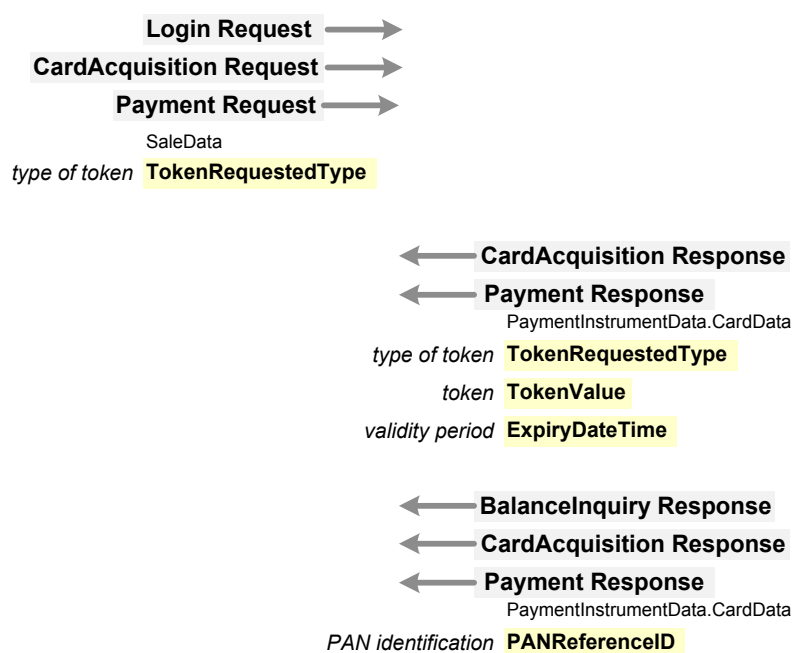 Login Request
CardAcquisition Request
Payment Request
SaleData
type of token TokenRequestedType
CardAcquisition Response
Payment Response
PaymentInstrumentData.CardData
type of token TokenRequestedType
token TokenValue
validity period ExpiryDateTime
BalanceInquiry Response
CardAcquisition Response
Payment Response
PaymentInstrumentData.CardData
PAN identification PANReferenceID